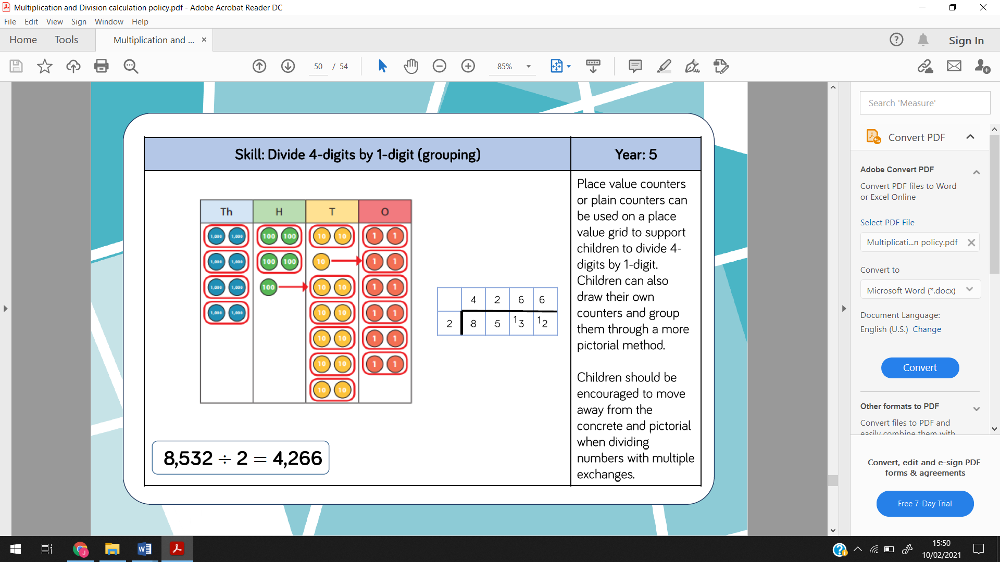 Multiplication and Division calculation policy.pdf - Adobe Acrobat Reader DC
File Edit View Sign Window Help
Home Tools Multiplication and ... × Sign In
50 / 54 85%
Skill: Divide 4-digits by 1-digit (grouping) Year: 5
Th H T O
1,000 1,000 100 100 10 10 1 1
1,000 1,000 100 100 10 1 1
1,000 1,000 100 10 10 1 1
1,000 1,000 10 10 1 1
10 10 1 1
10 10 1 1
10 10
4 2 6 6
2 8 5 13 12
8,532 ÷ 2 = 4,266
Place value counters
or plain counters can
be used on a place
value grid to support
children to divide 4-
digits by 1-digit.
Children can also
draw their own
counters and group
them through a more
pictorial method.
Children should be
encouraged to move
away from the
concrete and pictorial
when dividing
numbers with multiple
exchanges.
Search 'Measure'
Convert PDF
Adobe Convert PDF
Convert PDF files to Word
or Excel Online
Select PDF File
Multiplicati...n policy.pdf
Convert to
Microsoft Word (*.docx)
Document Language:
English (U.S.) Change
Convert
Other formats to PDF
Convert files to PDF and
easily combine them with
Convert, edit and e-sign PDF
forms & agreements
Free 7-Day Trial
15:50
10/02/2021